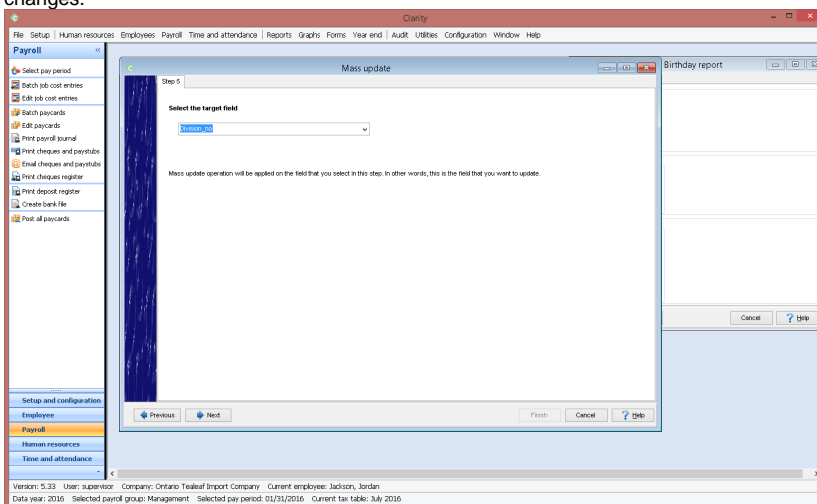 changes.
Clarity
File Setup Human resources Employees Payroll Time and attendance Reports Graphs Forms Year end Audit Utilities Configuration Window Help
Payroll «
Select pay period
Batch job cost entries
Edit job cost entries
Batch paycards
Edit paycards
Print payroll journal
Print cheques and paystubs
Email cheques and paystubs
Print cheques register
Print deposit register
Create bank file
Post all paycards
Setup and configuration
Employee
Payroll
Human resources
Time and attendance
Birthday report
Cancel ? Help
Mass update
Step 5
Select the target field
Division_no
Mass update operation will be applied on the field that you select in this step. In other words, this is the field that you want to update.
Previous Next Finish Cancel ? Help
Version: 5.33 User: supervisor Company: Ontario Tealeaf Import Company Current employee: Jackson, Jordan
Data year: 2016 Selected payroll group: Management Selected pay period: 01/31/2016 Current tax table: July 2016